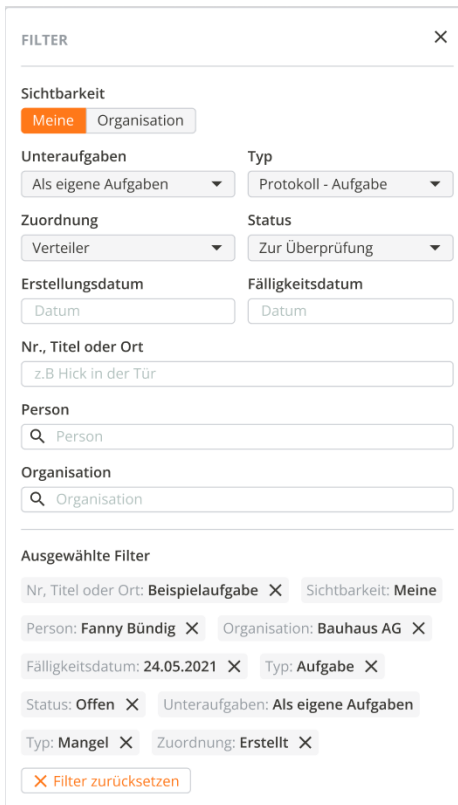 FILTER
Sichtbarkeit
Meine Organisation
Unteraufgaben Typ
Als eigene Aufgaben Protokoll - Aufgabe
Zuordnung Status
Verteiler Zur Überprüfung
Erstellungsdatum Fälligkeitsdatum
Datum Datum
Nr., Titel oder Ort
z.B Hick in der Tür
Person
Person
Organisation
Organisation
Ausgewählte Filter
Nr, Titel oder Ort: Beispielaufgabe Sichtbarkeit: Meine
Person: Fanny Bündig Organisation: Bauhaus AG
Fälligkeitsdatum: 24.05.2021 Typ: Aufgabe
Status: Offen Unteraufgaben: Als eigene Aufgaben
Typ: Mangel Zuordnung: Erstellt
Filter zurücksetzen